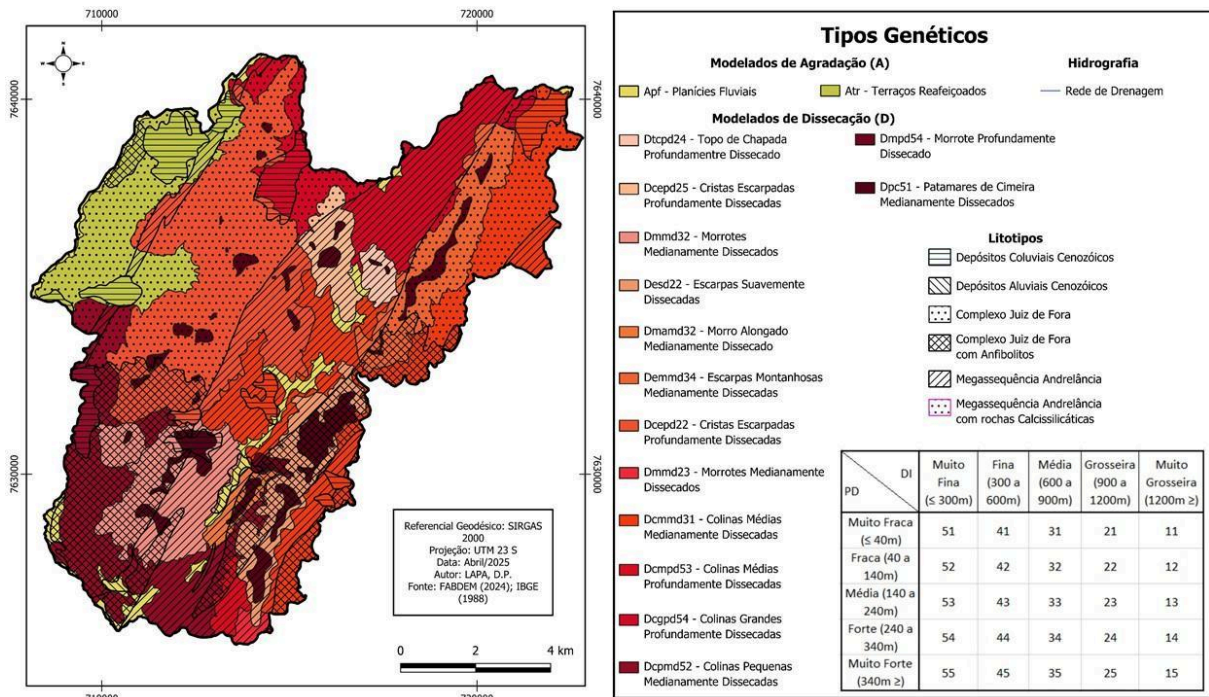 710000
720000
7640000
7640000
7630000
7630000
710000
720000
N
W
E
S
Referencial Geodésico: SIRGAS
2000
Projeção: UTM 23 S
Data: Abril/2025
Autor: LAPA, D.P.
Fonte: FABDEM (2024); IBGE
(1988)
0 2 4 km
Tipos Genéticos
Modelados de Agradação (A)
Hidrografia
Apf - Planícies Fluviais
Atr - Terraços Reafeiçoados
Rede de Drenagem
Modelados de Dissecação (D)
Dtcpd24 - Topo de Chapada
Profundamentre Dissecado
Dcepd25 - Cristas Escarpadas
Profundamente Dissecadas
Dmmd32 - Morrotes
Medianamente Dissecados
Desd22 - Escarpas Suavemente
Dissecadas
Dmamd32 - Morro Alongado
Medianamente Dissecado
Demmd34 - Escarpas Montanhosas
Medianamente Dissecadas
Dcepd22 - Cristas Escarpadas
Profundamente Dissecadas
Dmmd23 - Morrotes Medianamente
Dissecados
Dcmmd31 - Colinas Médias
Medianamente Dissecadas
Dcmpd53 - Colinas Médias
Profundamente Dissecadas
Dcgpd54 - Colinas Grandes
Profundamente Dissecadas
Dcpmd52 - Colinas Pequenas
Medianamente Dissecadas
Dmpd54 - Morrote Profundamente
Dissecado
Dpc51 - Patamares de Cimeira
Medianamente Dissecados
Litotipos
Depósitos Coluviais Cenozóicos
Depósitos Aluviais Cenozóicos
Complexo Juiz de Fora
Complexo Juiz de Fora
com Anfibolitos
Megassequência Andrelância
Megassequência Andrelância
com rochas Calcissilicáticas
DI
PD
Muito
Fina
(≤ 300m)
Fina
(300 a
600m)
Média
(600 a
900m)
Grosseira
(900 a
1200m)
Muito
Grosseira
(1200m ≥)
Muito Fraca
(≤ 40m)
51 41 31 21 11
Fraca (40 a
140m)
52 42 32 22 12
Média (140 a
240m)
53 43 33 23 13
Forte (240 a
340m)
54 44 34 24 14
Muito Forte
(340m ≥)
55 45 35 25 15